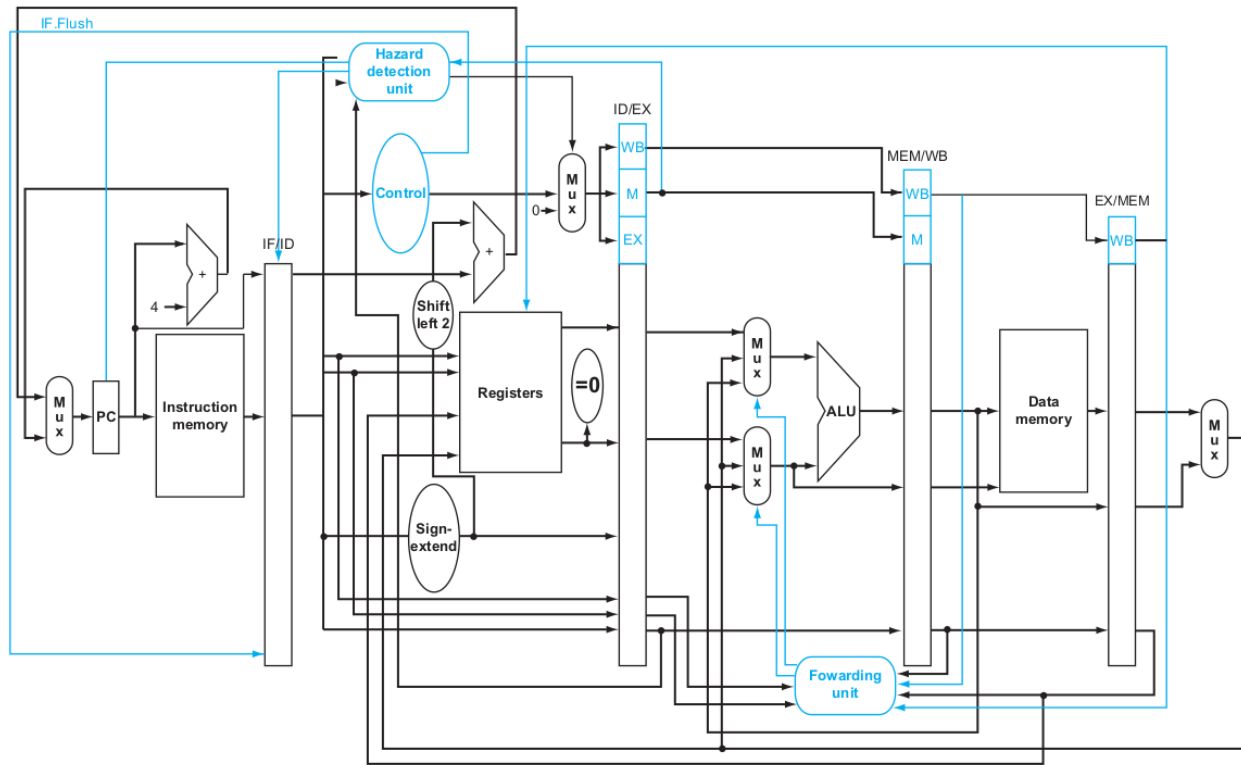 IF.Flush
Hazard
detection
unit
ID/EX
WB
MEM/WB
Control
M
u
x
M
WB
EX/MEM
0
IF/ID
EX
M
WB
+
+
4
Shift
left 2
M
u
x
Registers
=0
M
u
x
PC
Instruction
memory
ALU
Data
memory
M
u
x
M
u
x
Sign-
extend
Fowarding
unit